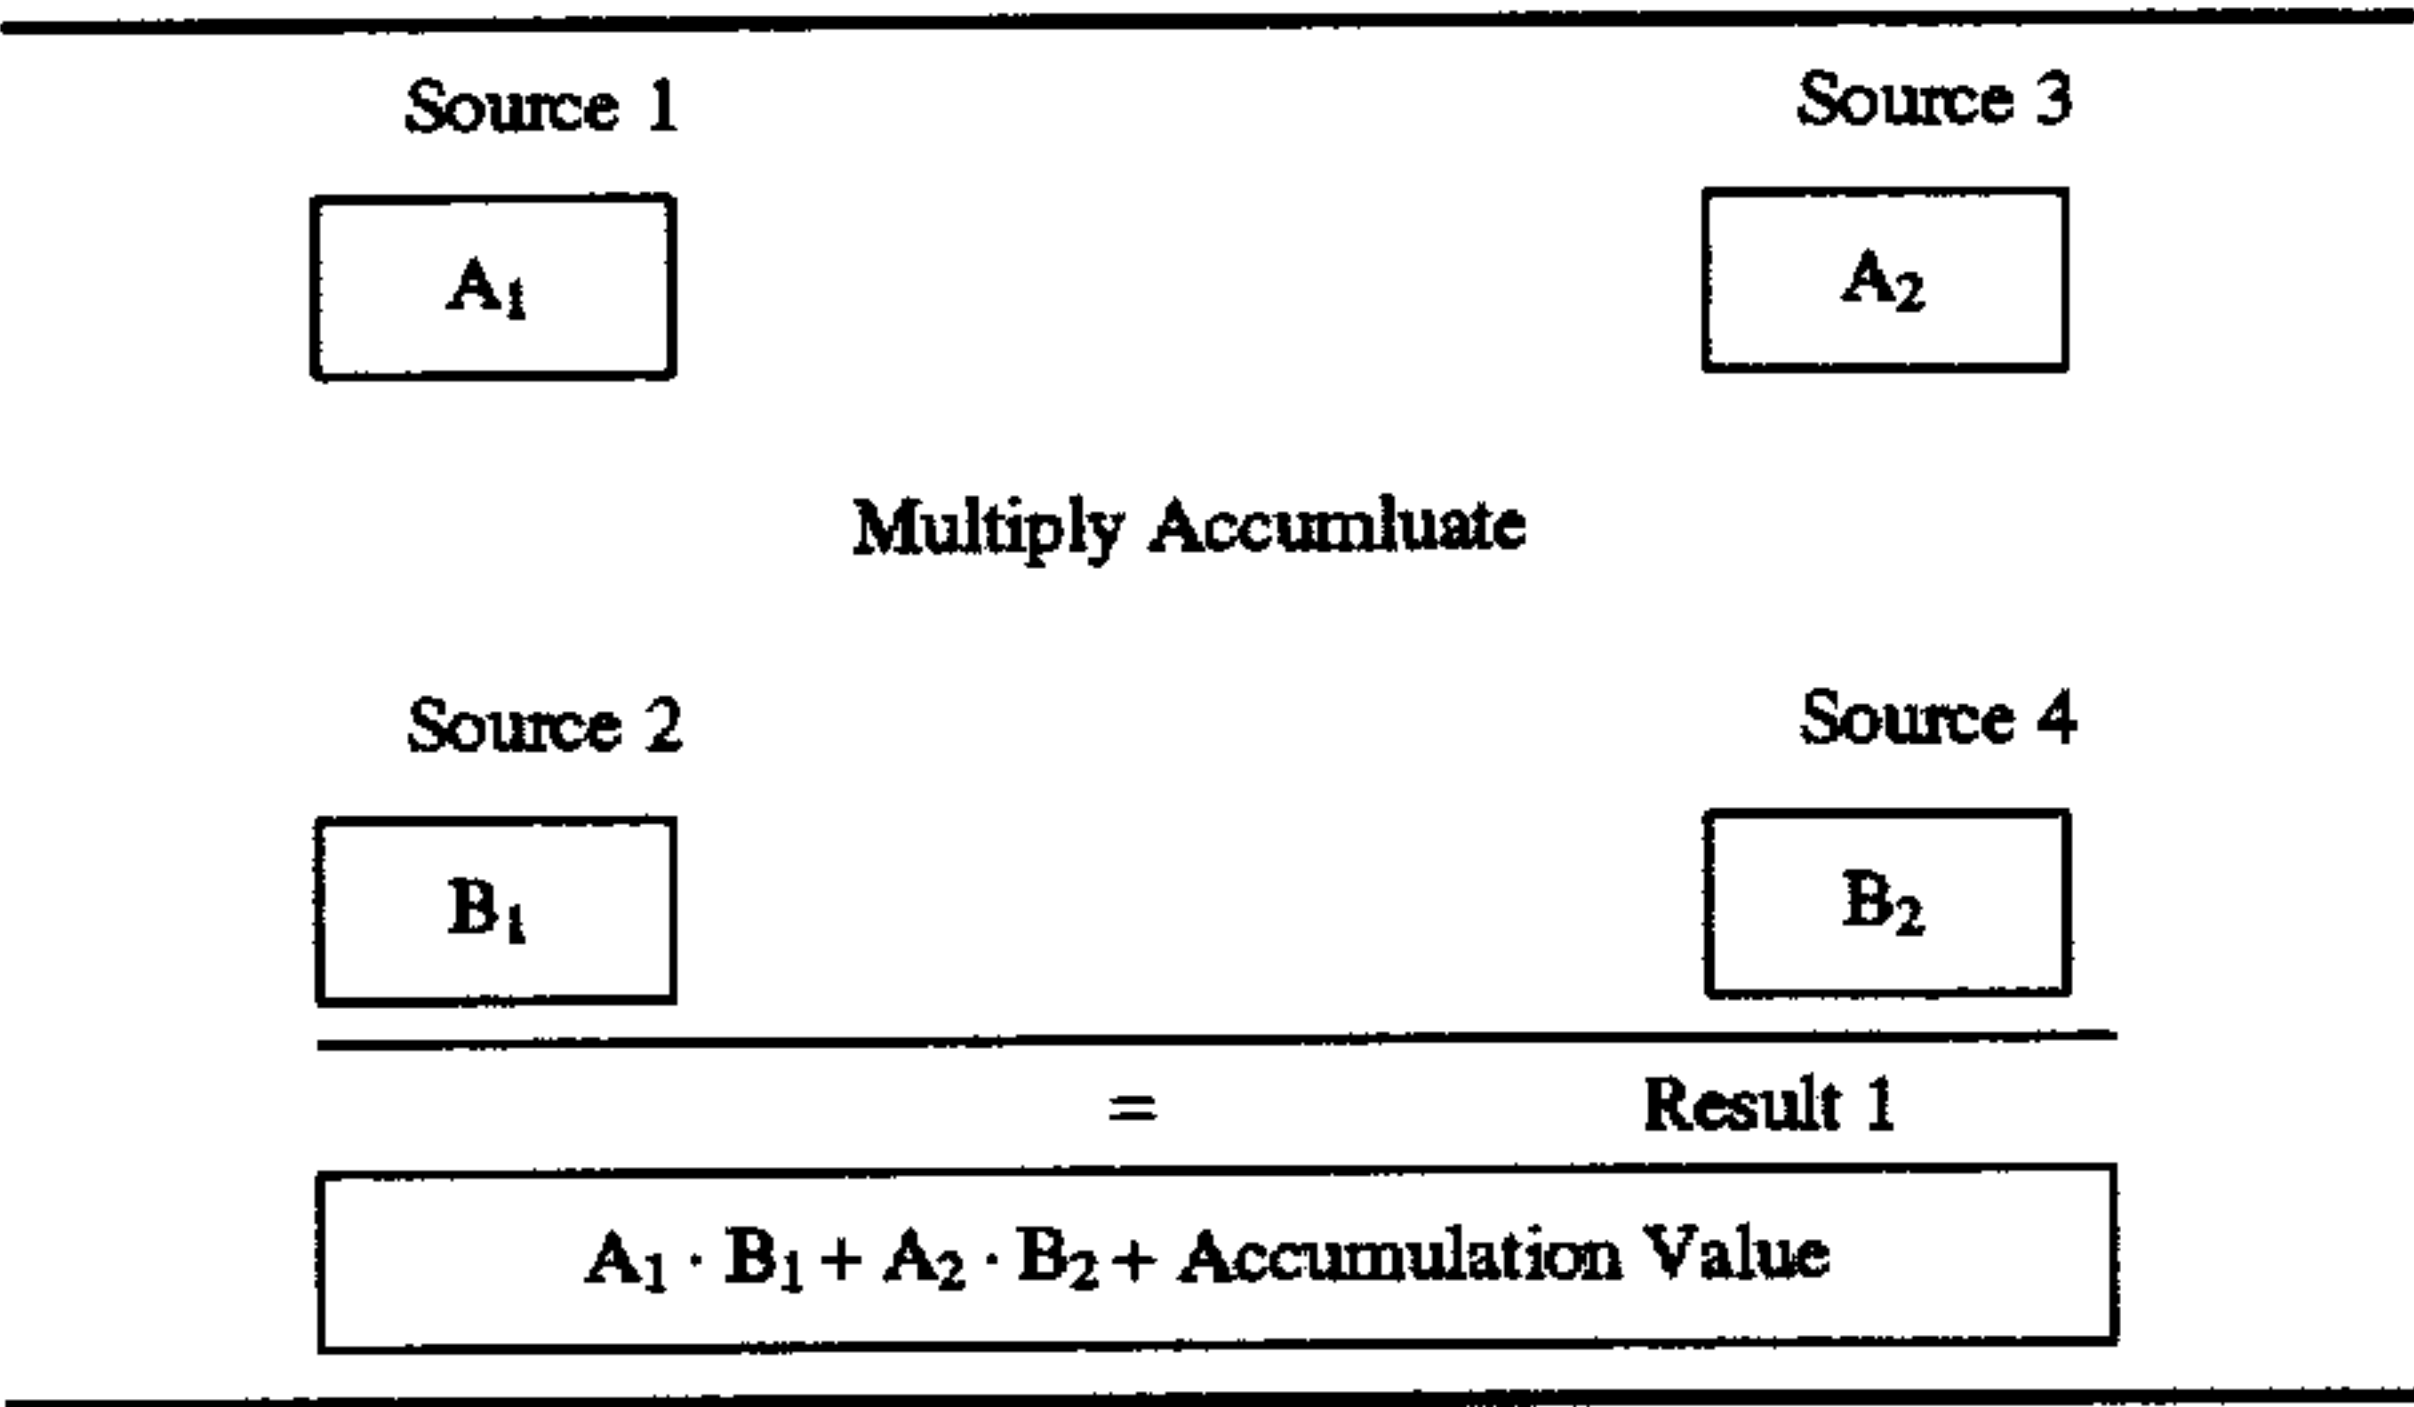 Source 1 Source 3
A₁ A₂
Multiply Accumluate
Source 2 Source 4
B₁ B₂
= Result 1
A₁ · B₁ + A₂ · B₂ + Accumulation Value